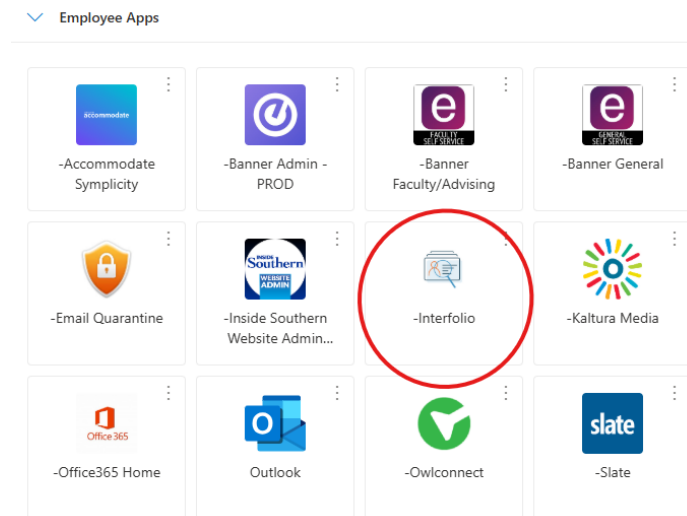 Employee Apps
accommodate
-Accommodate
Symplicity
-Banner Admin -
PROD
e
FACULTY
SELF SERVICE
-Banner
Faculty/Advising
e
GENERAL
SELF SERVICE
-Banner General
-Email Quarantine
INSIDE
Southern
WEBSITE
ADMIN
-Inside Southern
Website Admin...
-Interfolio
-Kaltura Media
Office 365
-Office365 Home
O
Outlook
-Owlconnect
slate
-Slate